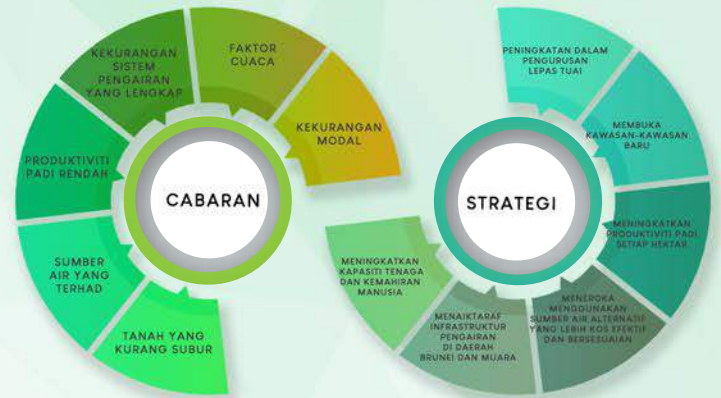 CABARAN
KEKURANGAN
MODAL
FAKTOR
CUACA
KEKURANGAN
SISTEM
PENGAIRAN
YANG LENGKAP
PRODUKTIVITI
PADI RENDAH
SUMBER
AIR YANG
TERHAD
TANAH YANG
KURANG SUBUR
STRATEGI
PENINGKATAN DALAM
PENGURUSAN
LEPAS TUAI
MEMBUKA
KAWASAN-KAWASAN
BARU
MENINGKATKAN
PRODUKTIVITI PADI
SETIAP HEKTAR
MENEROKA
MENGGUNAKAN
SUMBER AIR ALTERNATIF
YANG LEBIH KOS EFEKTIF
DAN BERSESUAIAN
MENAIKTARAF
INFRASTRUKTUR
PENGAIRAN
DI DAERAH
BRUNEI DAN MUARA
MENINGKATKAN
KAPASITI TENAGA
DAN KEMAHIRAN
MANUSIA